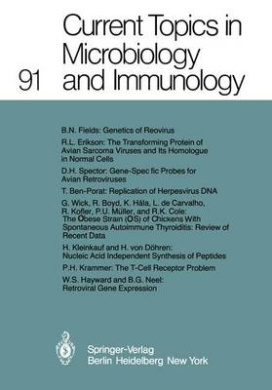 Current Topics in
91
Microbiology
and Immunology
B.N. Fields: Genetics of Reovirus
R.L. Erikson: The Transforming Protein of
Avian Sarcoma Viruses and Its Homologue
in Normal Cells
D.H. Spector: Gene-Specific Probes for
Avian Retroviruses
T. Ben-Porat: Replication of Herpesvirus DNA
G. Wick, R. Boyd, K. Hála, L. de Carvalho,
R. Kofler, P.U. Müller, and R.K. Cole:
The Obese Strain (OS) of Chickens With
Spontaneous Autoimmune Thyroiditis: Review of
Recent Data
H. Kleinkauf and H. von Döhren:
Nucleic Acid Independent Synthesis of Peptides
P.H. Krammer: The T-Cell Receptor Problem
W.S. Hayward and B.G. Neel:
Retroviral Gene Expression
Springer-Verlag
Berlin Heidelberg New York